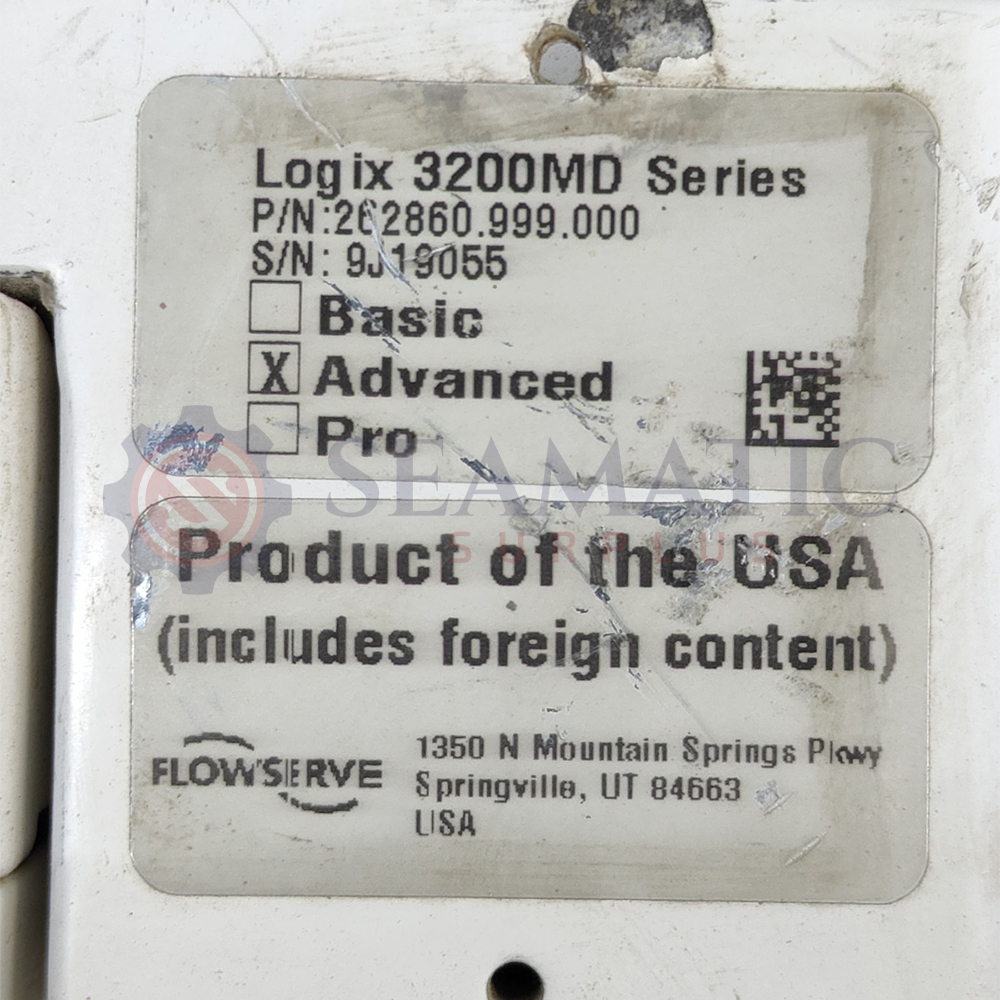 Logix 3200MD Series
P/N:262860.999.000
S/N: 9J19055
Basic
X Advanced
Pro
SEAMATIC
SURPLUS
Product of the USA
(includes foreign content)
FLOWSERVE
1350 N Mountain Springs Pkwy
Springville, UT 84663
USA